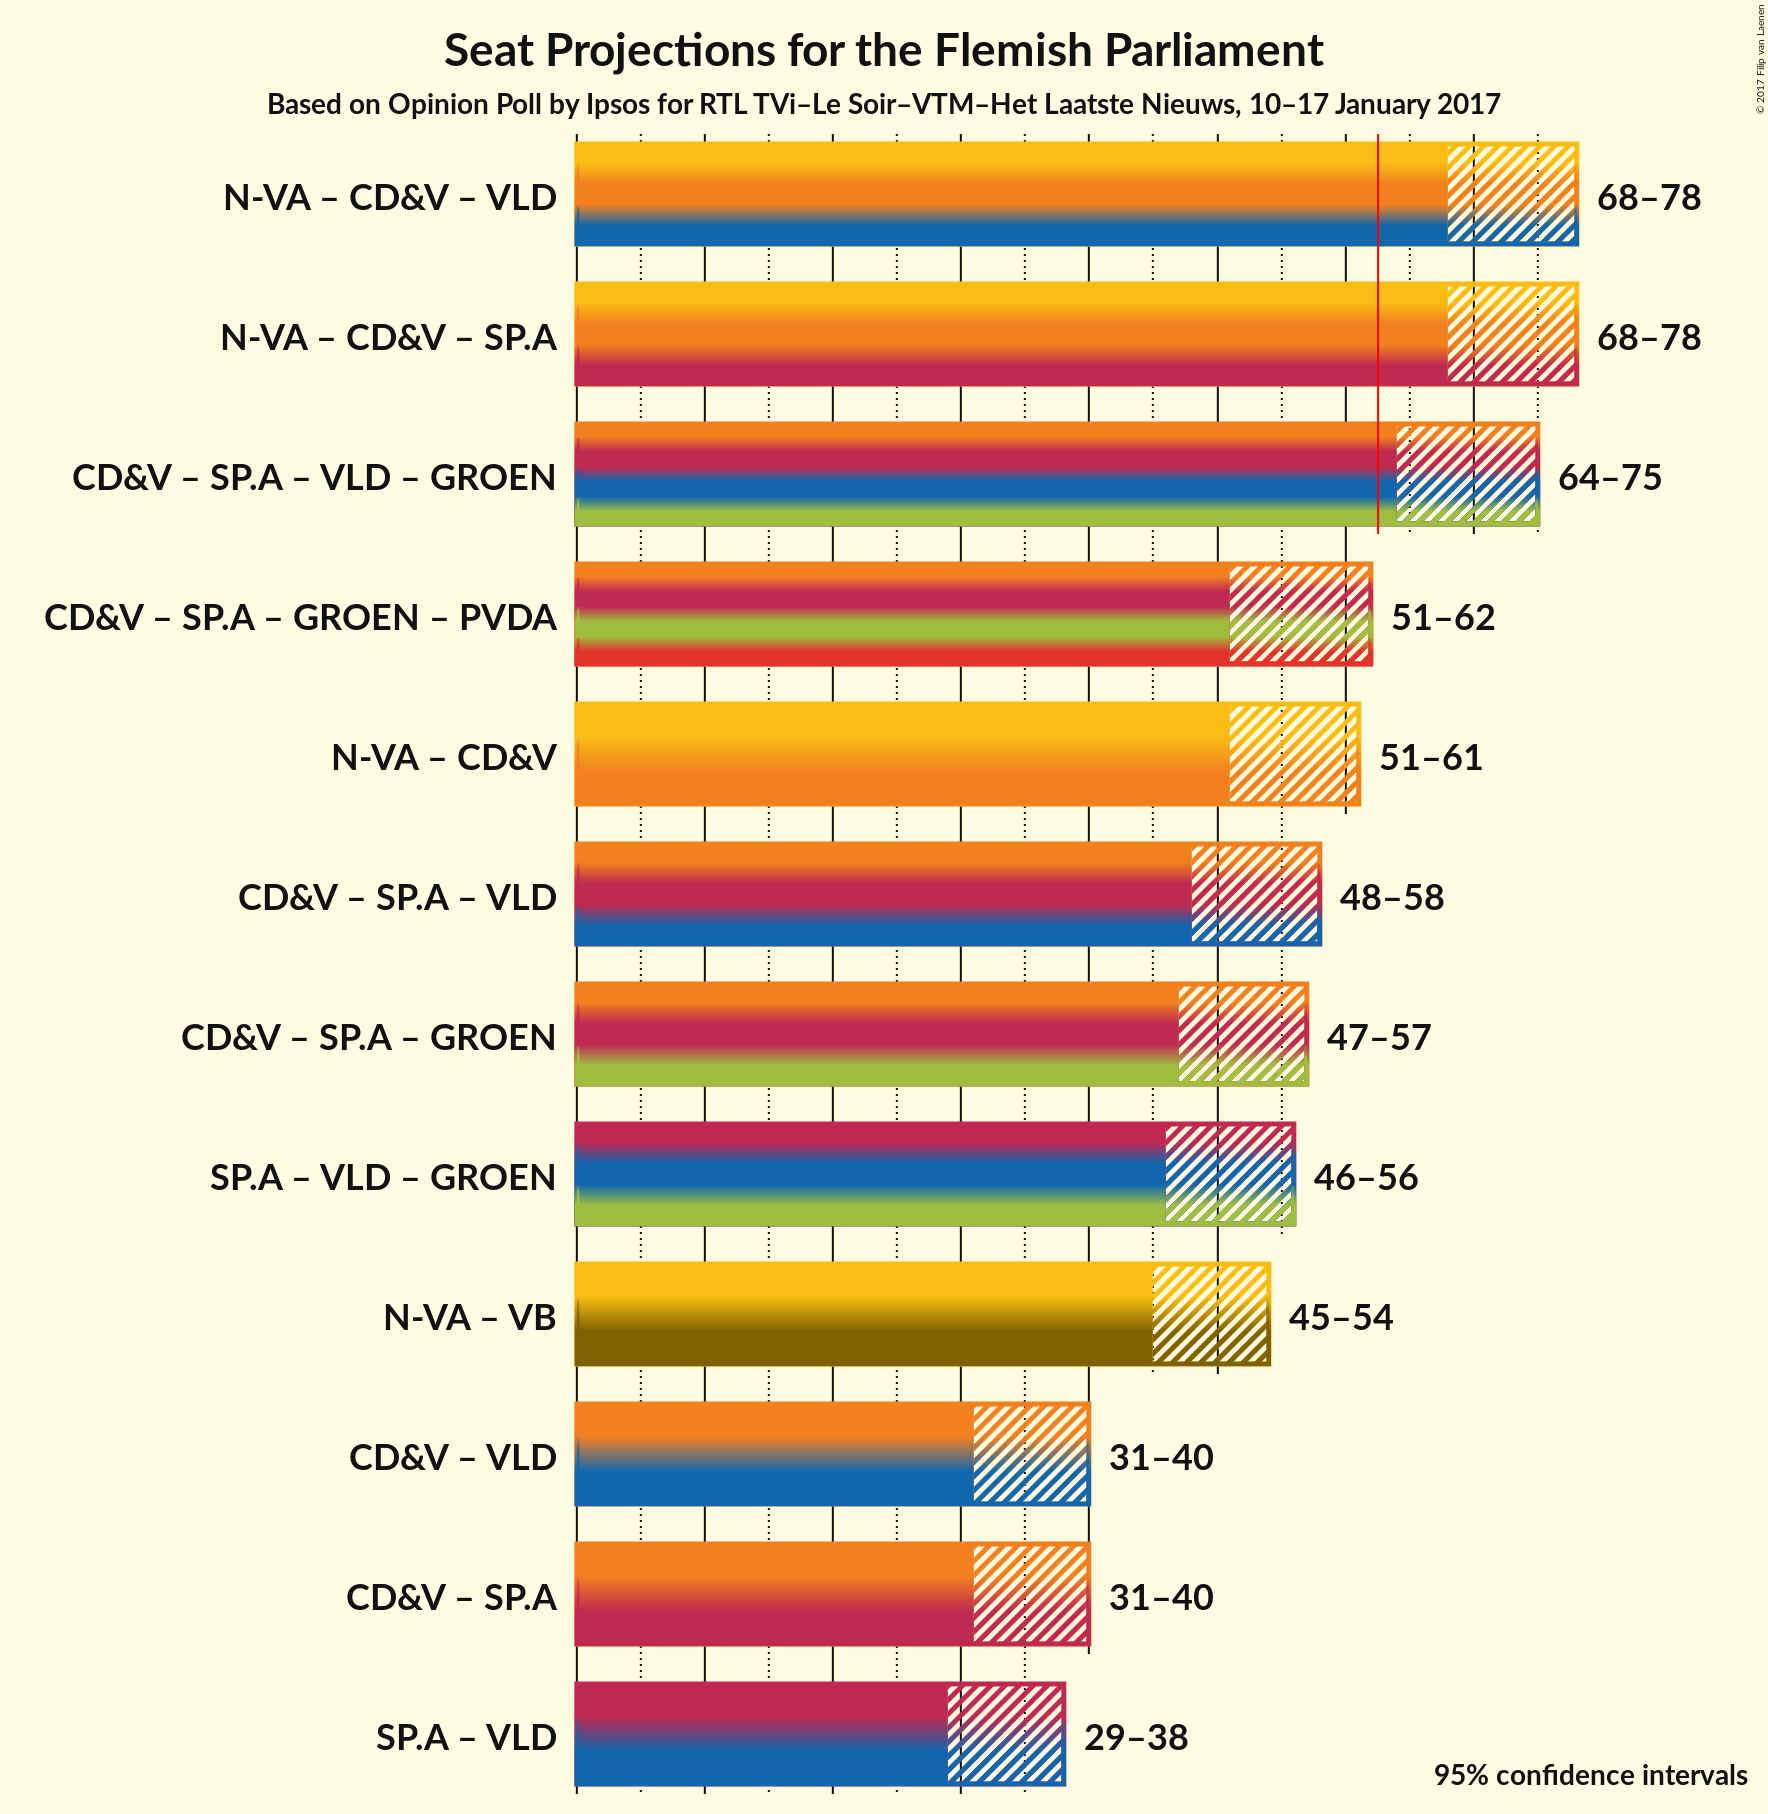 Seat Projections for the Flemish Parliament
Based on Opinion Poll by Ipsos for RTL TVi–Le Soir–VTM–Het Laatste Nieuws, 10–17 January 2017
© 2017 Filip van Laenen
N-VA – CD&V – VLD 68–78
N-VA – CD&V – SP.A 68–78
CD&V – SP.A – VLD – GROEN 64–75
CD&V – SP.A – GROEN – PVDA 51–62
N-VA – CD&V 51–61
CD&V – SP.A – VLD 48–58
CD&V – SP.A – GROEN 47–57
SP.A – VLD – GROEN 46–56
N-VA – VB 45–54
CD&V – VLD 31–40
CD&V – SP.A 31–40
SP.A – VLD 29–38
95% confidence intervals